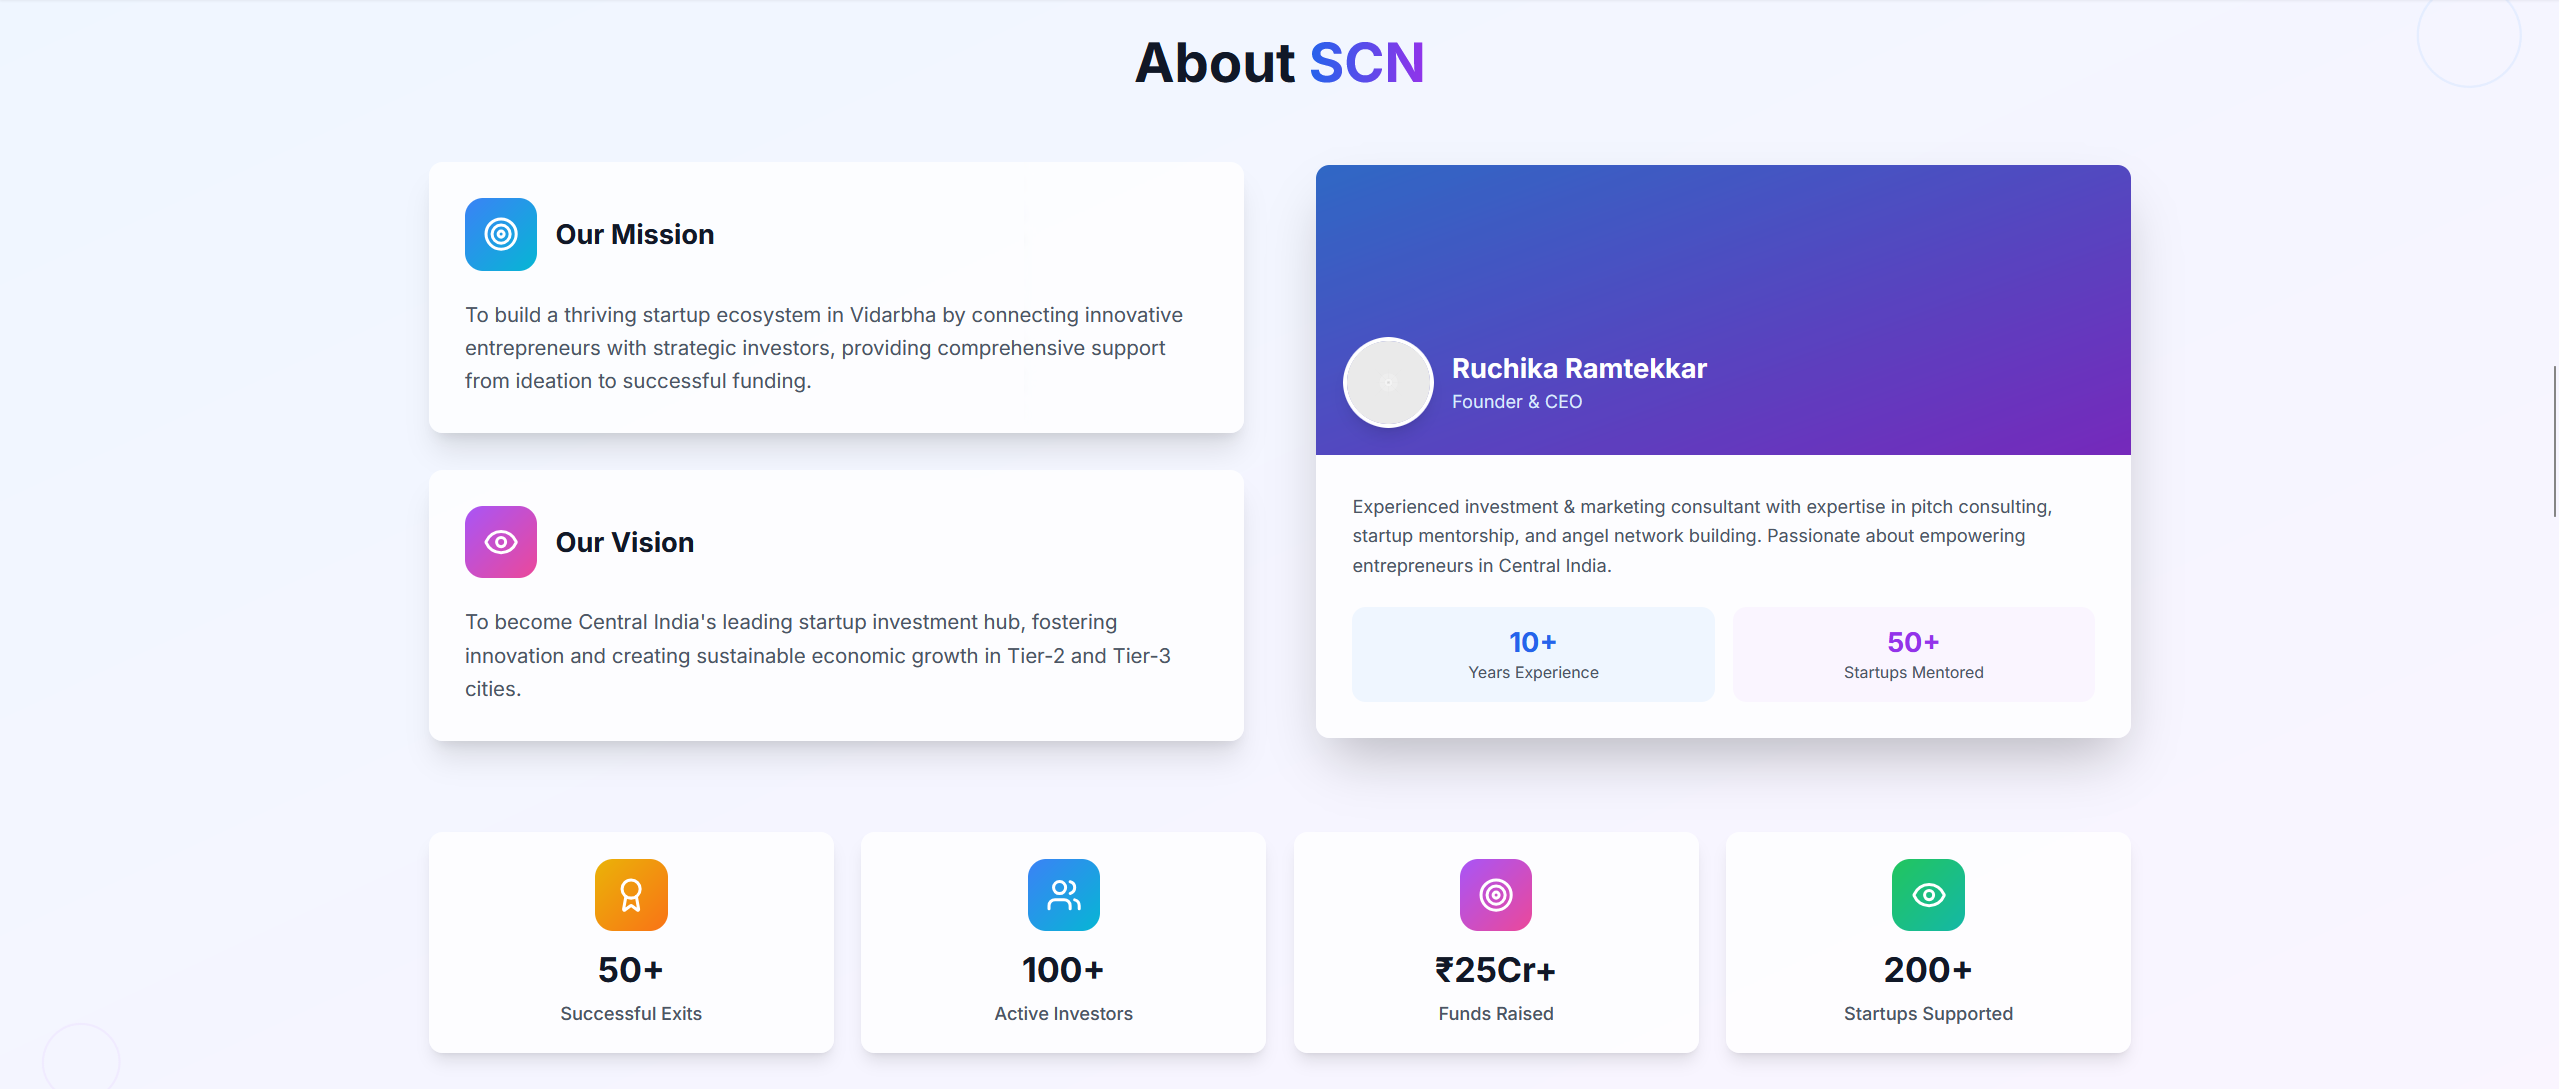 About SCN
Our Mission
To build a thriving startup ecosystem in Vidarbha by connecting innovative
entrepreneurs with strategic investors, providing comprehensive support
from ideation to successful funding.
Our Vision
To become Central India's leading startup investment hub, fostering
innovation and creating sustainable economic growth in Tier-2 and Tier-3
cities.
Ruchika Ramtekkar
Founder & CEO
Experienced investment & marketing consultant with expertise in pitch consulting,
startup mentorship, and angel network building. Passionate about empowering
entrepreneurs in Central India.
10+
Years Experience
50+
Startups Mentored
50+
Successful Exits
100+
Active Investors
₹25Cr+
Funds Raised
200+
Startups Supported